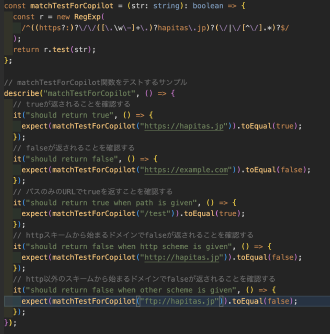 const matchTestForCopilot = (str: string): boolean => {
const r = new RegExp(
/^((https?:)?\/\/([\.\w\-]+\.)?hapitas\.jp)?(\/|\/[^\/].*)?$/
);
return r.test(str);
};
// matchTestForCopilot関数をテストするサンプル
describe("matchTestForCopilot", () => {
// trueが返されることを確認する
it("should return true", () => {
expect(matchTestForCopilot("https://hapitas.jp")).toEqual(true);
});
// falseが返されることを確認する
it("should return false", () => {
expect(matchTestForCopilot("https://example.com")).toEqual(false);
});
// パスのみのURLでtrueを返すことを確認する
it("should return true when path is given", () => {
expect(matchTestForCopilot("/test")).toEqual(true);
});
// httpスキームから始まるドメインでfalseが返されることを確認する
it("should return false when http scheme is given", () => {
expect(matchTestForCopilot("http://hapitas.jp")).toEqual(false);
});
// http以外のスキームから始まるドメインでfalseが返されることを確認する
it("should return false when other scheme is given", () => {
expect(matchTestForCopilot("ftp://hapitas.jp")).toEqual(false);
});
});